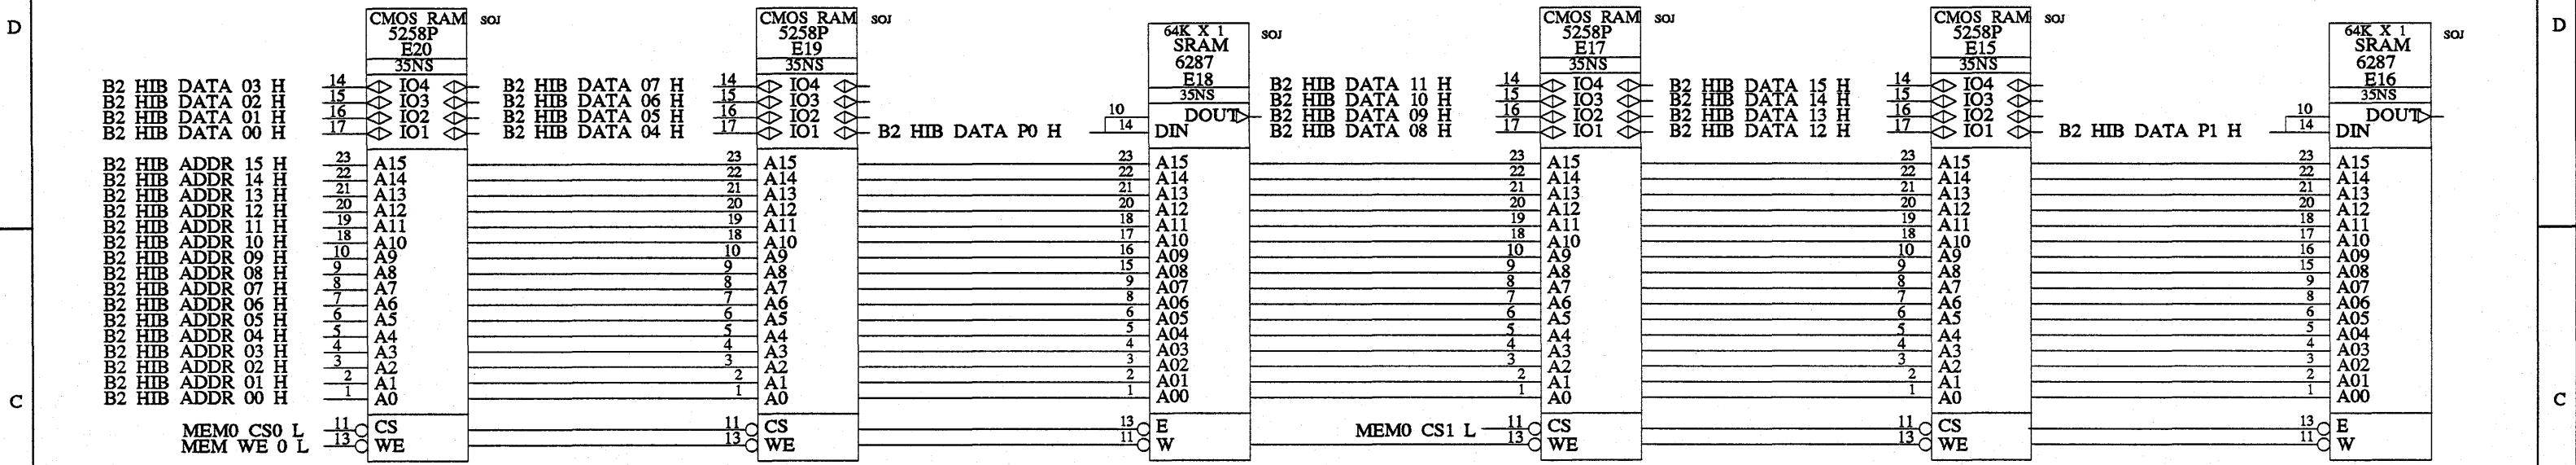 D
CMOS RAM SOJ
5258P
E20
35NS
B2 HIB DATA 03 H 14 IO4
B2 HIB DATA 02 H 15 IO3
B2 HIB DATA 01 H 16 IO2
B2 HIB DATA 00 H 17 IO1
B2 HIB ADDR 15 H 23 A15
B2 HIB ADDR 14 H 22 A14
B2 HIB ADDR 13 H 21 A13
B2 HIB ADDR 12 H 20 A12
B2 HIB ADDR 11 H 19 A11
B2 HIB ADDR 10 H 18 A10
B2 HIB ADDR 09 H 10 A9
B2 HIB ADDR 08 H 9 A8
B2 HIB ADDR 07 H 8 A7
B2 HIB ADDR 06 H 7 A6
B2 HIB ADDR 05 H 6 A5
B2 HIB ADDR 04 H 5 A4
B2 HIB ADDR 03 H 4 A3
B2 HIB ADDR 02 H 3 A2
B2 HIB ADDR 01 H 2 A1
B2 HIB ADDR 00 H 1 A0
MEM0 CS0 L 11 CS
MEM WE 0 L 13 WE
C
CMOS RAM SOJ
5258P
E19
35NS
B2 HIB DATA 07 H 14 IO4
B2 HIB DATA 06 H 15 IO3
B2 HIB DATA 05 H 16 IO2
B2 HIB DATA 04 H 17 IO1
23 A15
22 A14
21 A13
20 A12
19 A11
18 A10
10 A9
9 A8
8 A7
7 A6
6 A5
5 A4
4 A3
3 A2
2 A1
1 A0
11 CS
13 WE
64K X 1 SOJ
SRAM
6287
E18
35NS
10 DOUT
B2 HIB DATA P0 H 14 DIN
23 A15
22 A14
21 A13
20 A12
18 A11
17 A10
16 A09
15 A08
9 A07
8 A06
6 A05
5 A04
4 A03
3 A02
2 A01
1 A00
13 E
11 W
CMOS RAM SOJ
5258P
E17
35NS
B2 HIB DATA 11 H 14 IO4
B2 HIB DATA 10 H 15 IO3
B2 HIB DATA 09 H 16 IO2
B2 HIB DATA 08 H 17 IO1
23 A15
22 A14
21 A13
20 A12
19 A11
18 A10
10 A9
9 A8
8 A7
7 A6
6 A5
5 A4
4 A3
3 A2
2 A1
1 A0
MEM0 CS1 L 11 CS
13 WE
CMOS RAM SOJ
5258P
E15
35NS
B2 HIB DATA 15 H 14 IO4
B2 HIB DATA 14 H 15 IO3
B2 HIB DATA 13 H 16 IO2
B2 HIB DATA 12 H 17 IO1
23 A15
22 A14
21 A13
20 A12
19 A11
18 A10
10 A9
9 A8
8 A7
7 A6
6 A5
5 A4
4 A3
3 A2
2 A1
1 A0
11 CS
13 WE
64K X 1 SOJ
SRAM
6287
E16
35NS
10 DOUT
B2 HIB DATA P1 H 14 DIN
23 A15
22 A14
21 A13
20 A12
18 A11
17 A10
16 A09
15 A08
9 A07
8 A06
6 A05
5 A04
4 A03
3 A02
2 A01
1 A00
13 E
11 W
D
C